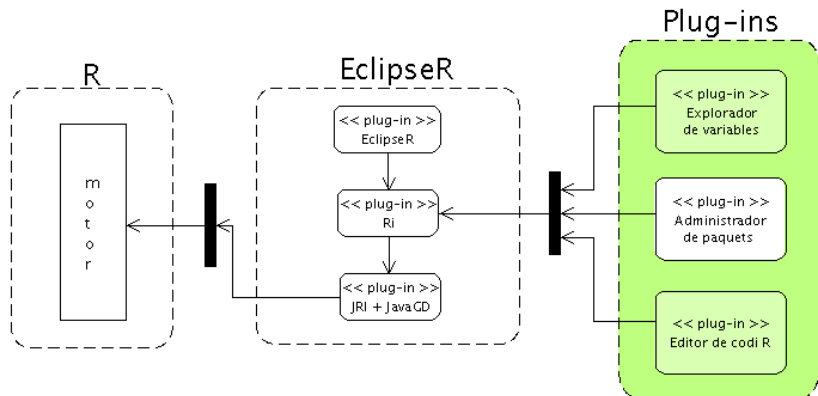 R
m
o
t
o
r
EclipseR
<< plug-in >>
EclipseR
<< plug-in >>
Ri
<< plug-in >>
JRI + JavaGD
Plug-ins
<< plug-in >>
Explorador
de variables
<< plug-in >>
Administrador
de paquets
<< plug-in >>
Editor de codi R